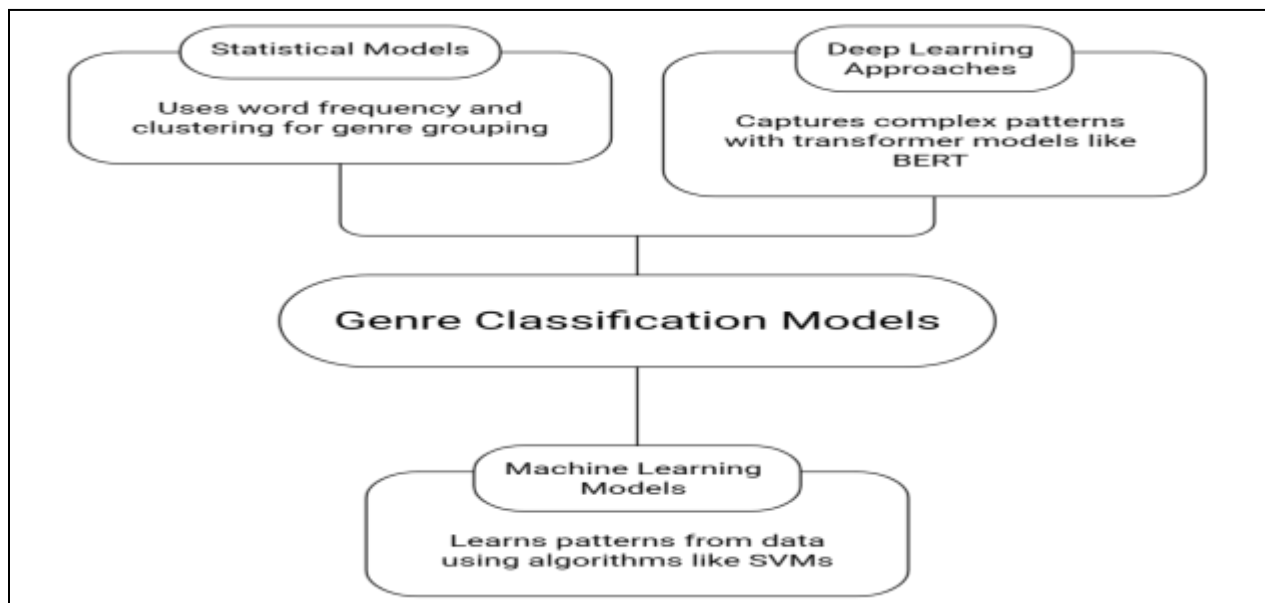 Statistical Models
Uses word frequency and
clustering for genre grouping
Deep Learning
Approaches
Captures complex patterns
with transformer models like
BERT
Genre Classification Models
Machine Learning
Models
Learns patterns from data
using algorithms like SVMs